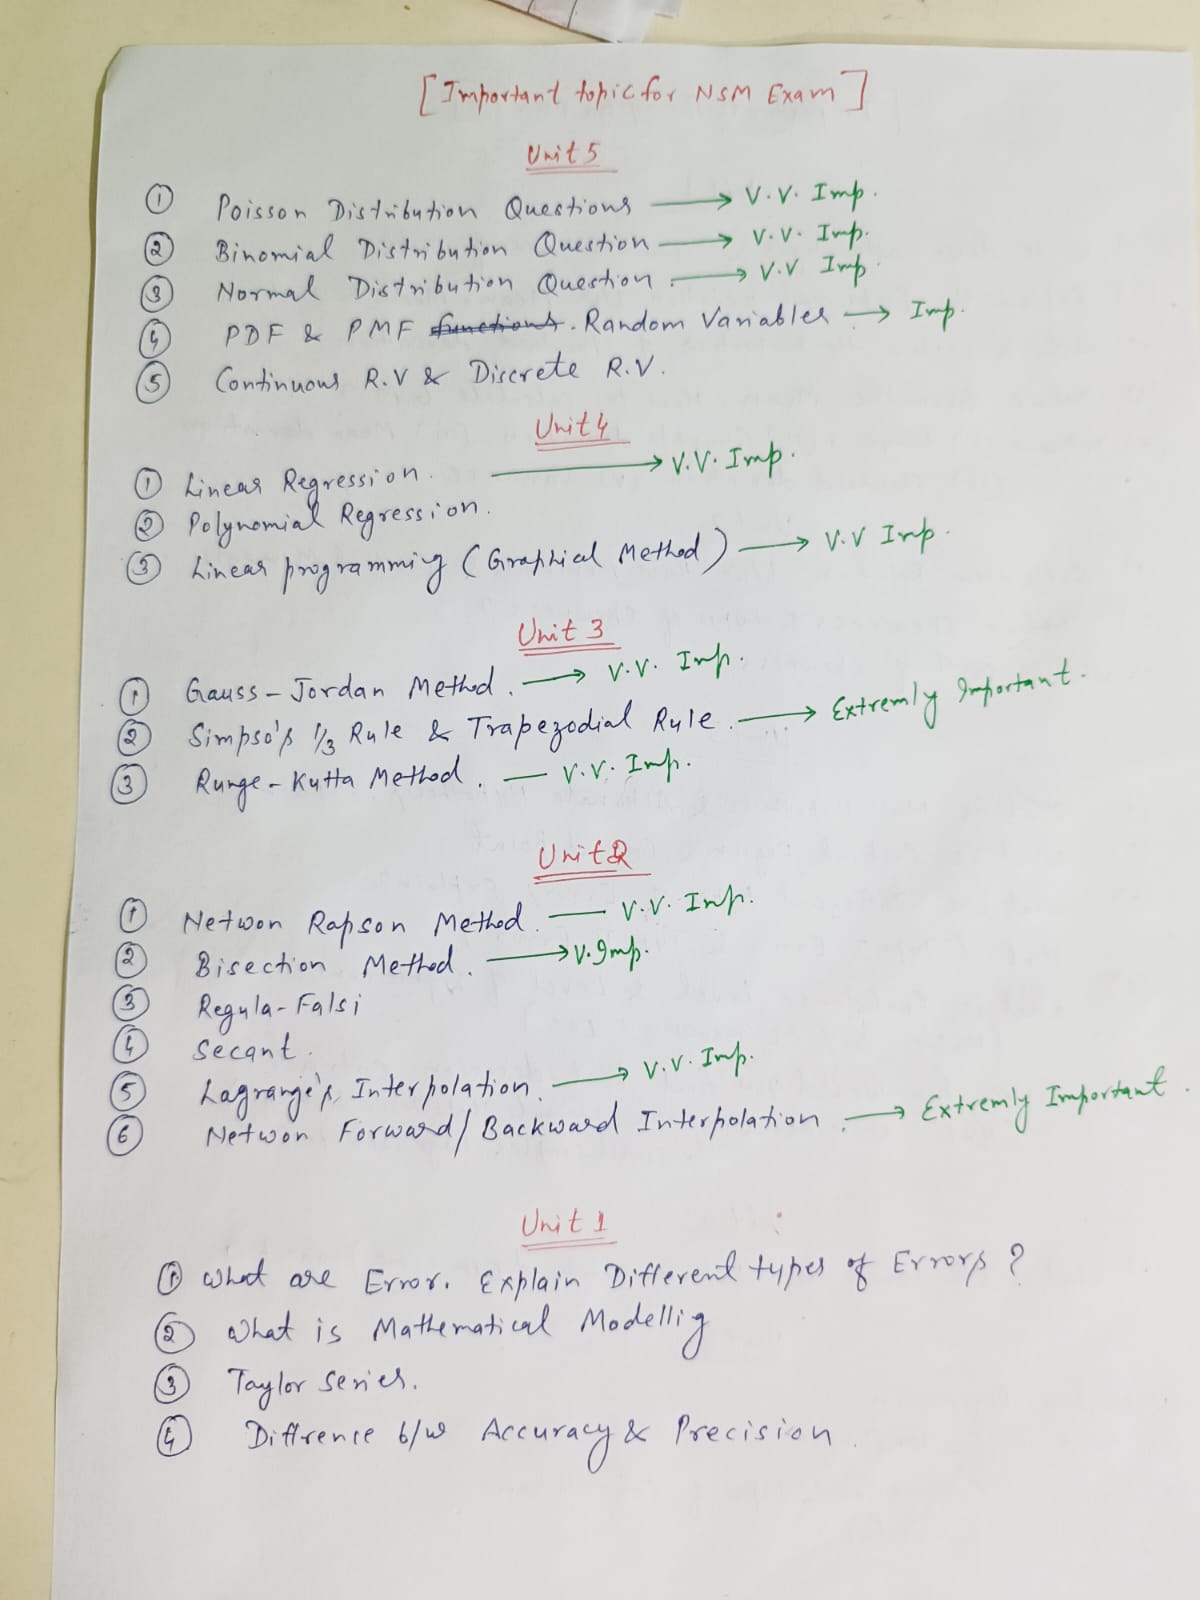 [Important topic for NSM Exam]
Unit 5
① Poisson Distribution Questions → V.V. Imp.
② Binomial Distribution Question → V.V. Imp.
③ Normal Distribution Question. → V.V Imp.
④ PDF & PMF functions. Random Variables → Imp.
⑤ Continuous R.V & Discrete R.V.
Unit 4
① Linear Regression. → V.V. Imp.
② Polynomial Regression.
③ Linear programming (Graphical Method) → V.V Imp.
Unit 3
① Gauss-Jordan Method. → V.V. Imp.
② Simpso's 1/3 Rule & Trapezodial Rule. → Extremly Important.
③ Runge-Kutta Method. — V.V. Imp.
Unit 2
① Netwon Rapson Method. — V.V. Imp.
② Bisection Method. → V. Imp.
③ Regula-Falsi
④ Secant.
⑤ Lagrange's, Interpolation. → V.V. Imp.
⑥ Netwon Forward/Backward Interpolation. → Extremly Important.
Unit 1
① What are Error. Explain Different types of Errors?
② What is Mathematical Modellig
③ Taylor Series.
④ Diffrence b/w Accuracy & Precision.